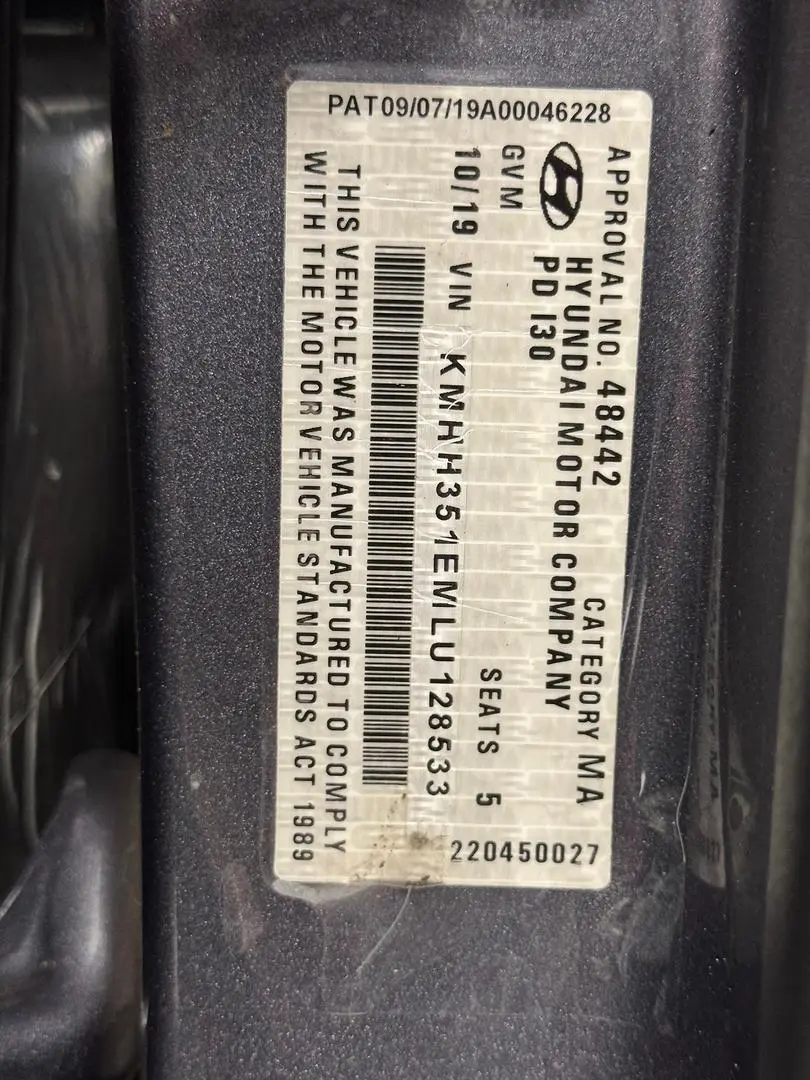 PAT09/07/19A00046228
APPROVAL NO. 48442 CATEGORY MA
HYUNDAI MOTOR COMPANY
PD I30
GVM SEATS 5
10/19 VIN KMHH351EMLU128533
THIS VEHICLE WAS MANUFACTURED TO COMPLY
WITH THE MOTOR VEHICLE STANDARDS ACT 1989
220450027